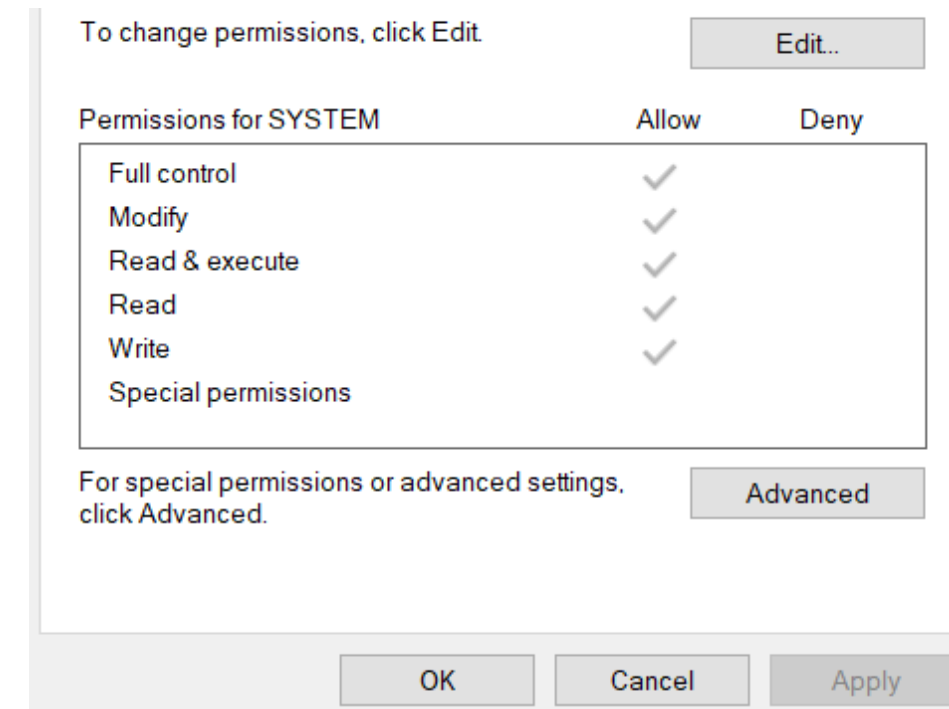 To change permissions, click Edit.
Edit...
Permissions for SYSTEM Allow Deny
Full control
Modify
Read & execute
Read
Write
Special permissions
For special permissions or advanced settings,
click Advanced.
Advanced
OK Cancel Apply